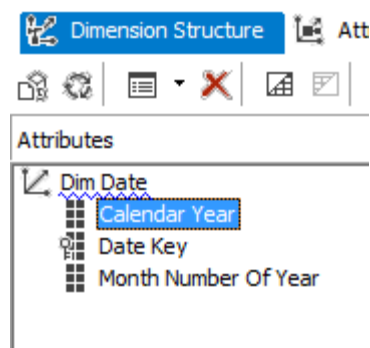 Dimension Structure
Att
Attributes
Dim Date
Calendar Year
Date Key
Month Number Of Year